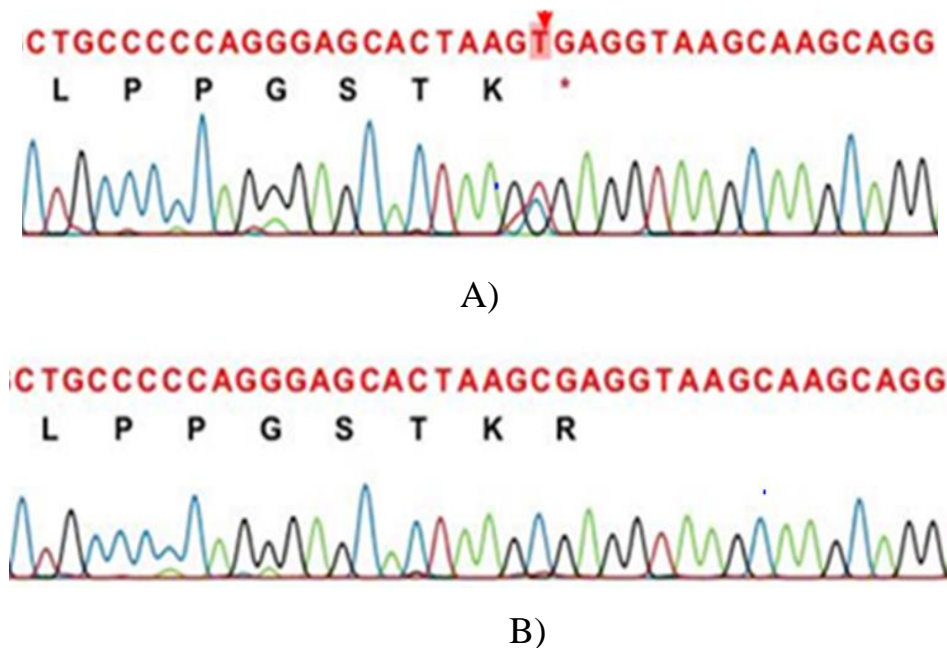 CTGCCCCCAGGGAGCACTAAGTGAGGTAAGCAAGCAGG
L P P G S T K *
A)
CTGCCCCCAGGGAGCACTAAGCGAGGTAAGCAAGCAGG
L P P G S T K R
B)